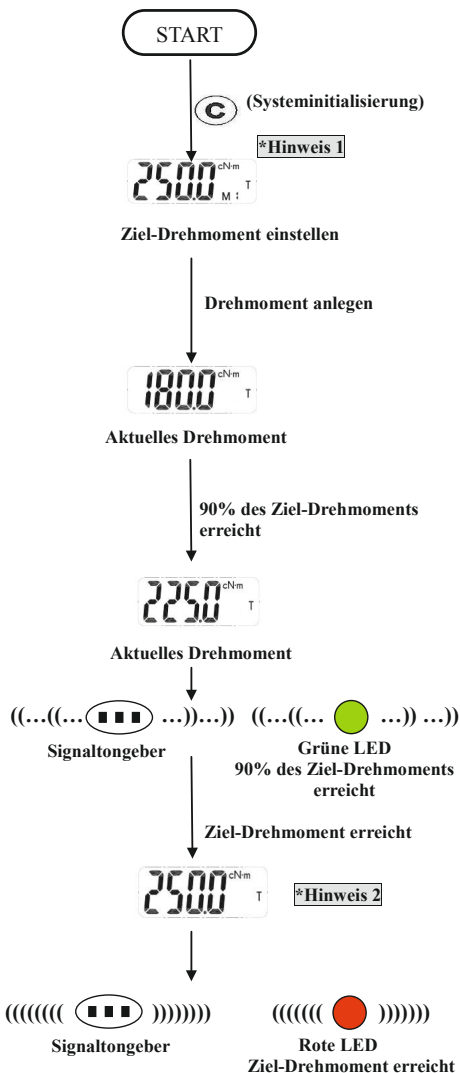 START
C (Systeminitialisierung)
*Hinweis 1
250.0 cN·m
M 1 T
Ziel-Drehmoment einstellen
Drehmoment anlegen
180.0 cN·m
T
Aktuelles Drehmoment
90% des Ziel-Drehmoments
erreicht
225.0 cN·m
T
Aktuelles Drehmoment
((…((… …))…)) ((…((… …)) …))
Signaltongeber
Grüne LED
90% des Ziel-Drehmoments
erreicht
Ziel-Drehmoment erreicht
250.0 cN·m
T
*Hinweis 2
(((((((( )))))))) ((((((( )))))))
Signaltongeber
Rote LED
Ziel-Drehmoment erreicht